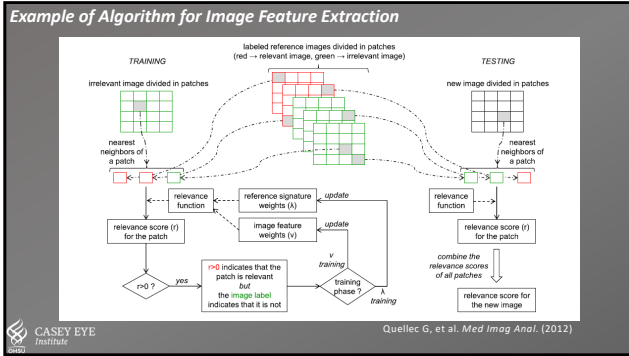 Example of Algorithm for Image Feature Extraction
labeled reference images divided in patches
(red → relevant image, green → irrelevant image)
TRAINING
irrelevant image divided in patches
TESTING
new image divided in patches
nearest
neighbors of
a patch
nearest
neighbors of
a patch
relevance
function
reference signature
weights (λ)
update
image feature
weights (ν)
update
relevance score (r)
for the patch
relevance
function
relevance score (r)
for the patch
ν
training
λ
training
r>0 ?
yes
r>0 indicates that the
patch is relevant
but
the image label
indicates that it is not
training
phase ?
combine the
relevance scores
of all patches
relevance score for
the new image
OHSU
CASEY EYE
Institute
Quellec G, et al. Med Imag Anal. (2012)